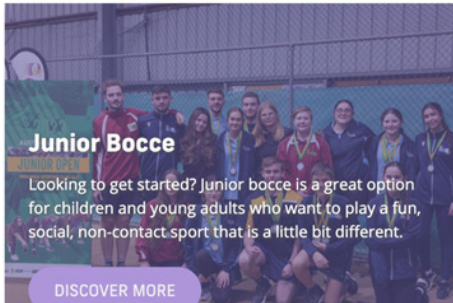 Junior Bocce
JUNIOR OPEN
Looking to get started? Junior bocce is a great option
for children and young adults who want to play a fun,
social, non-contact sport that is a little bit different.
DISCOVER MORE